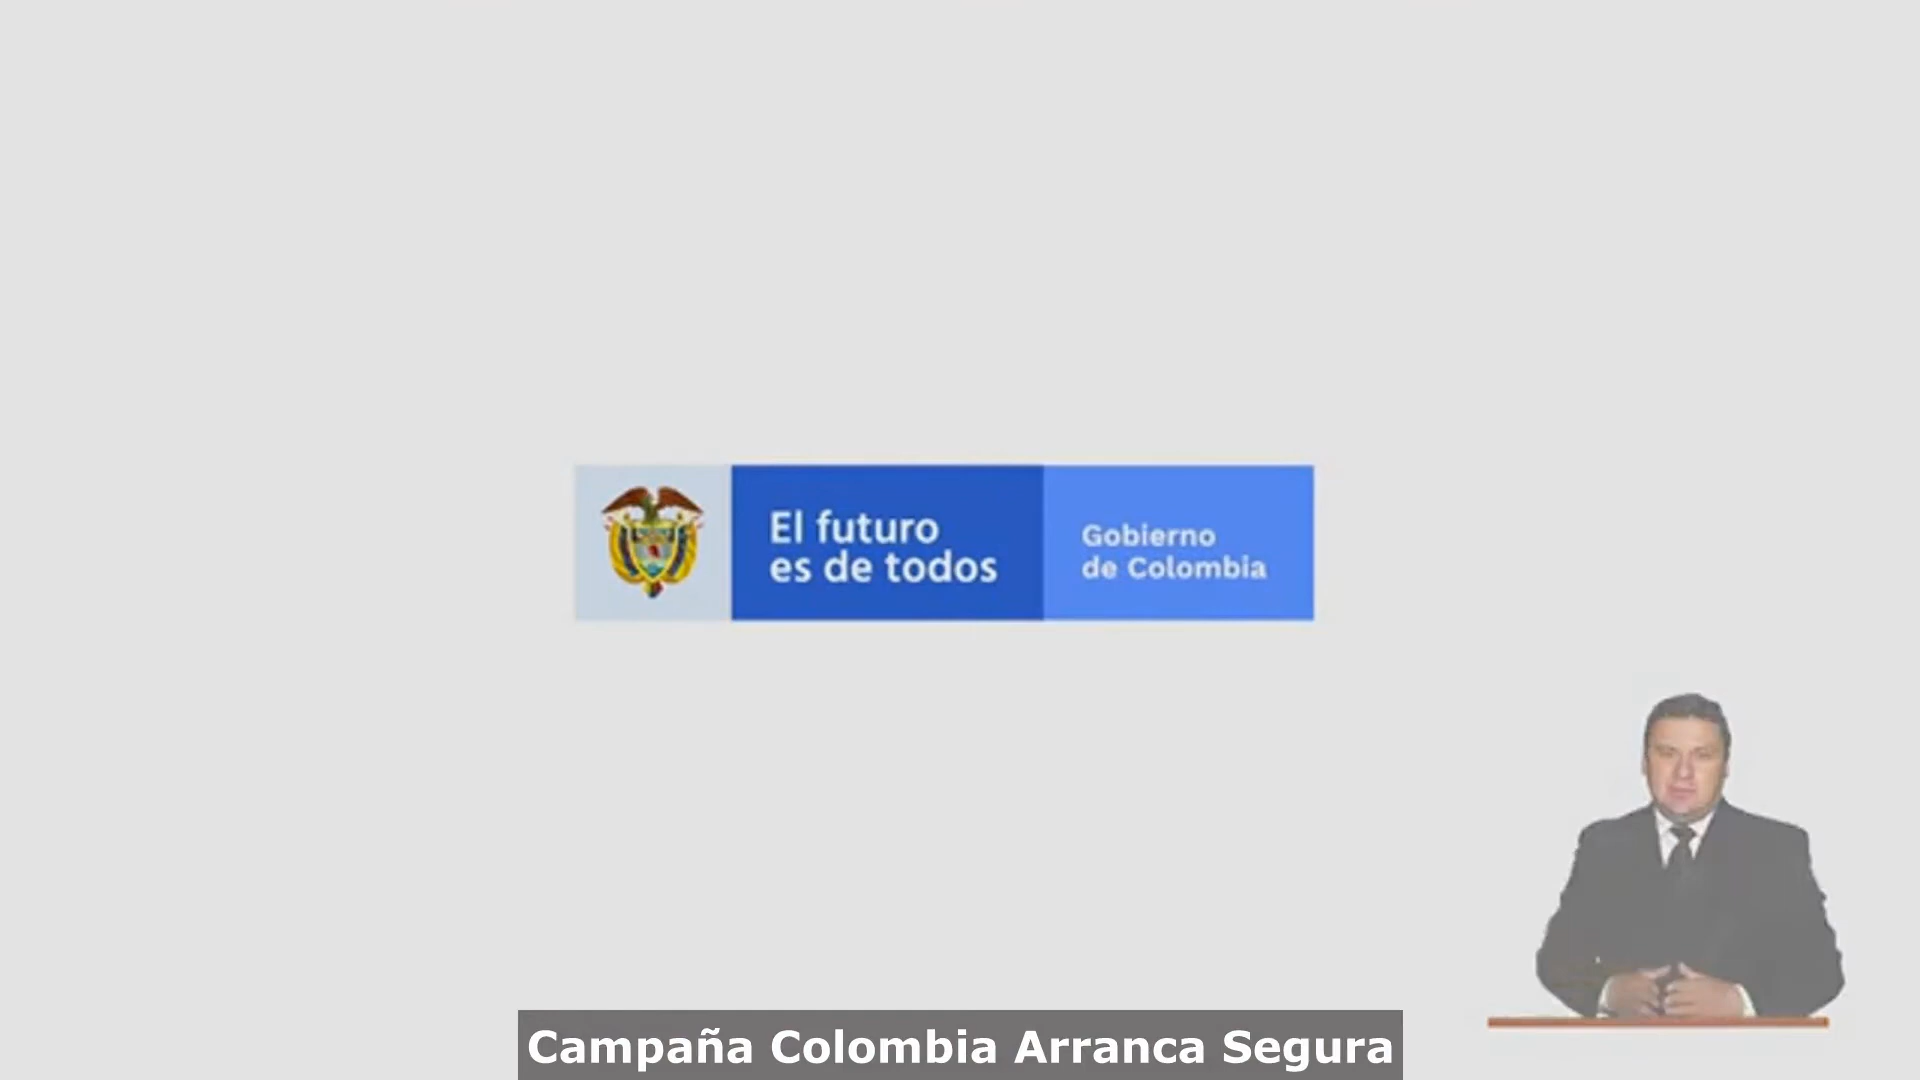 El futuro
es de todos
Gobierno
de Colombia
Campaña Colombia Arranca Segura